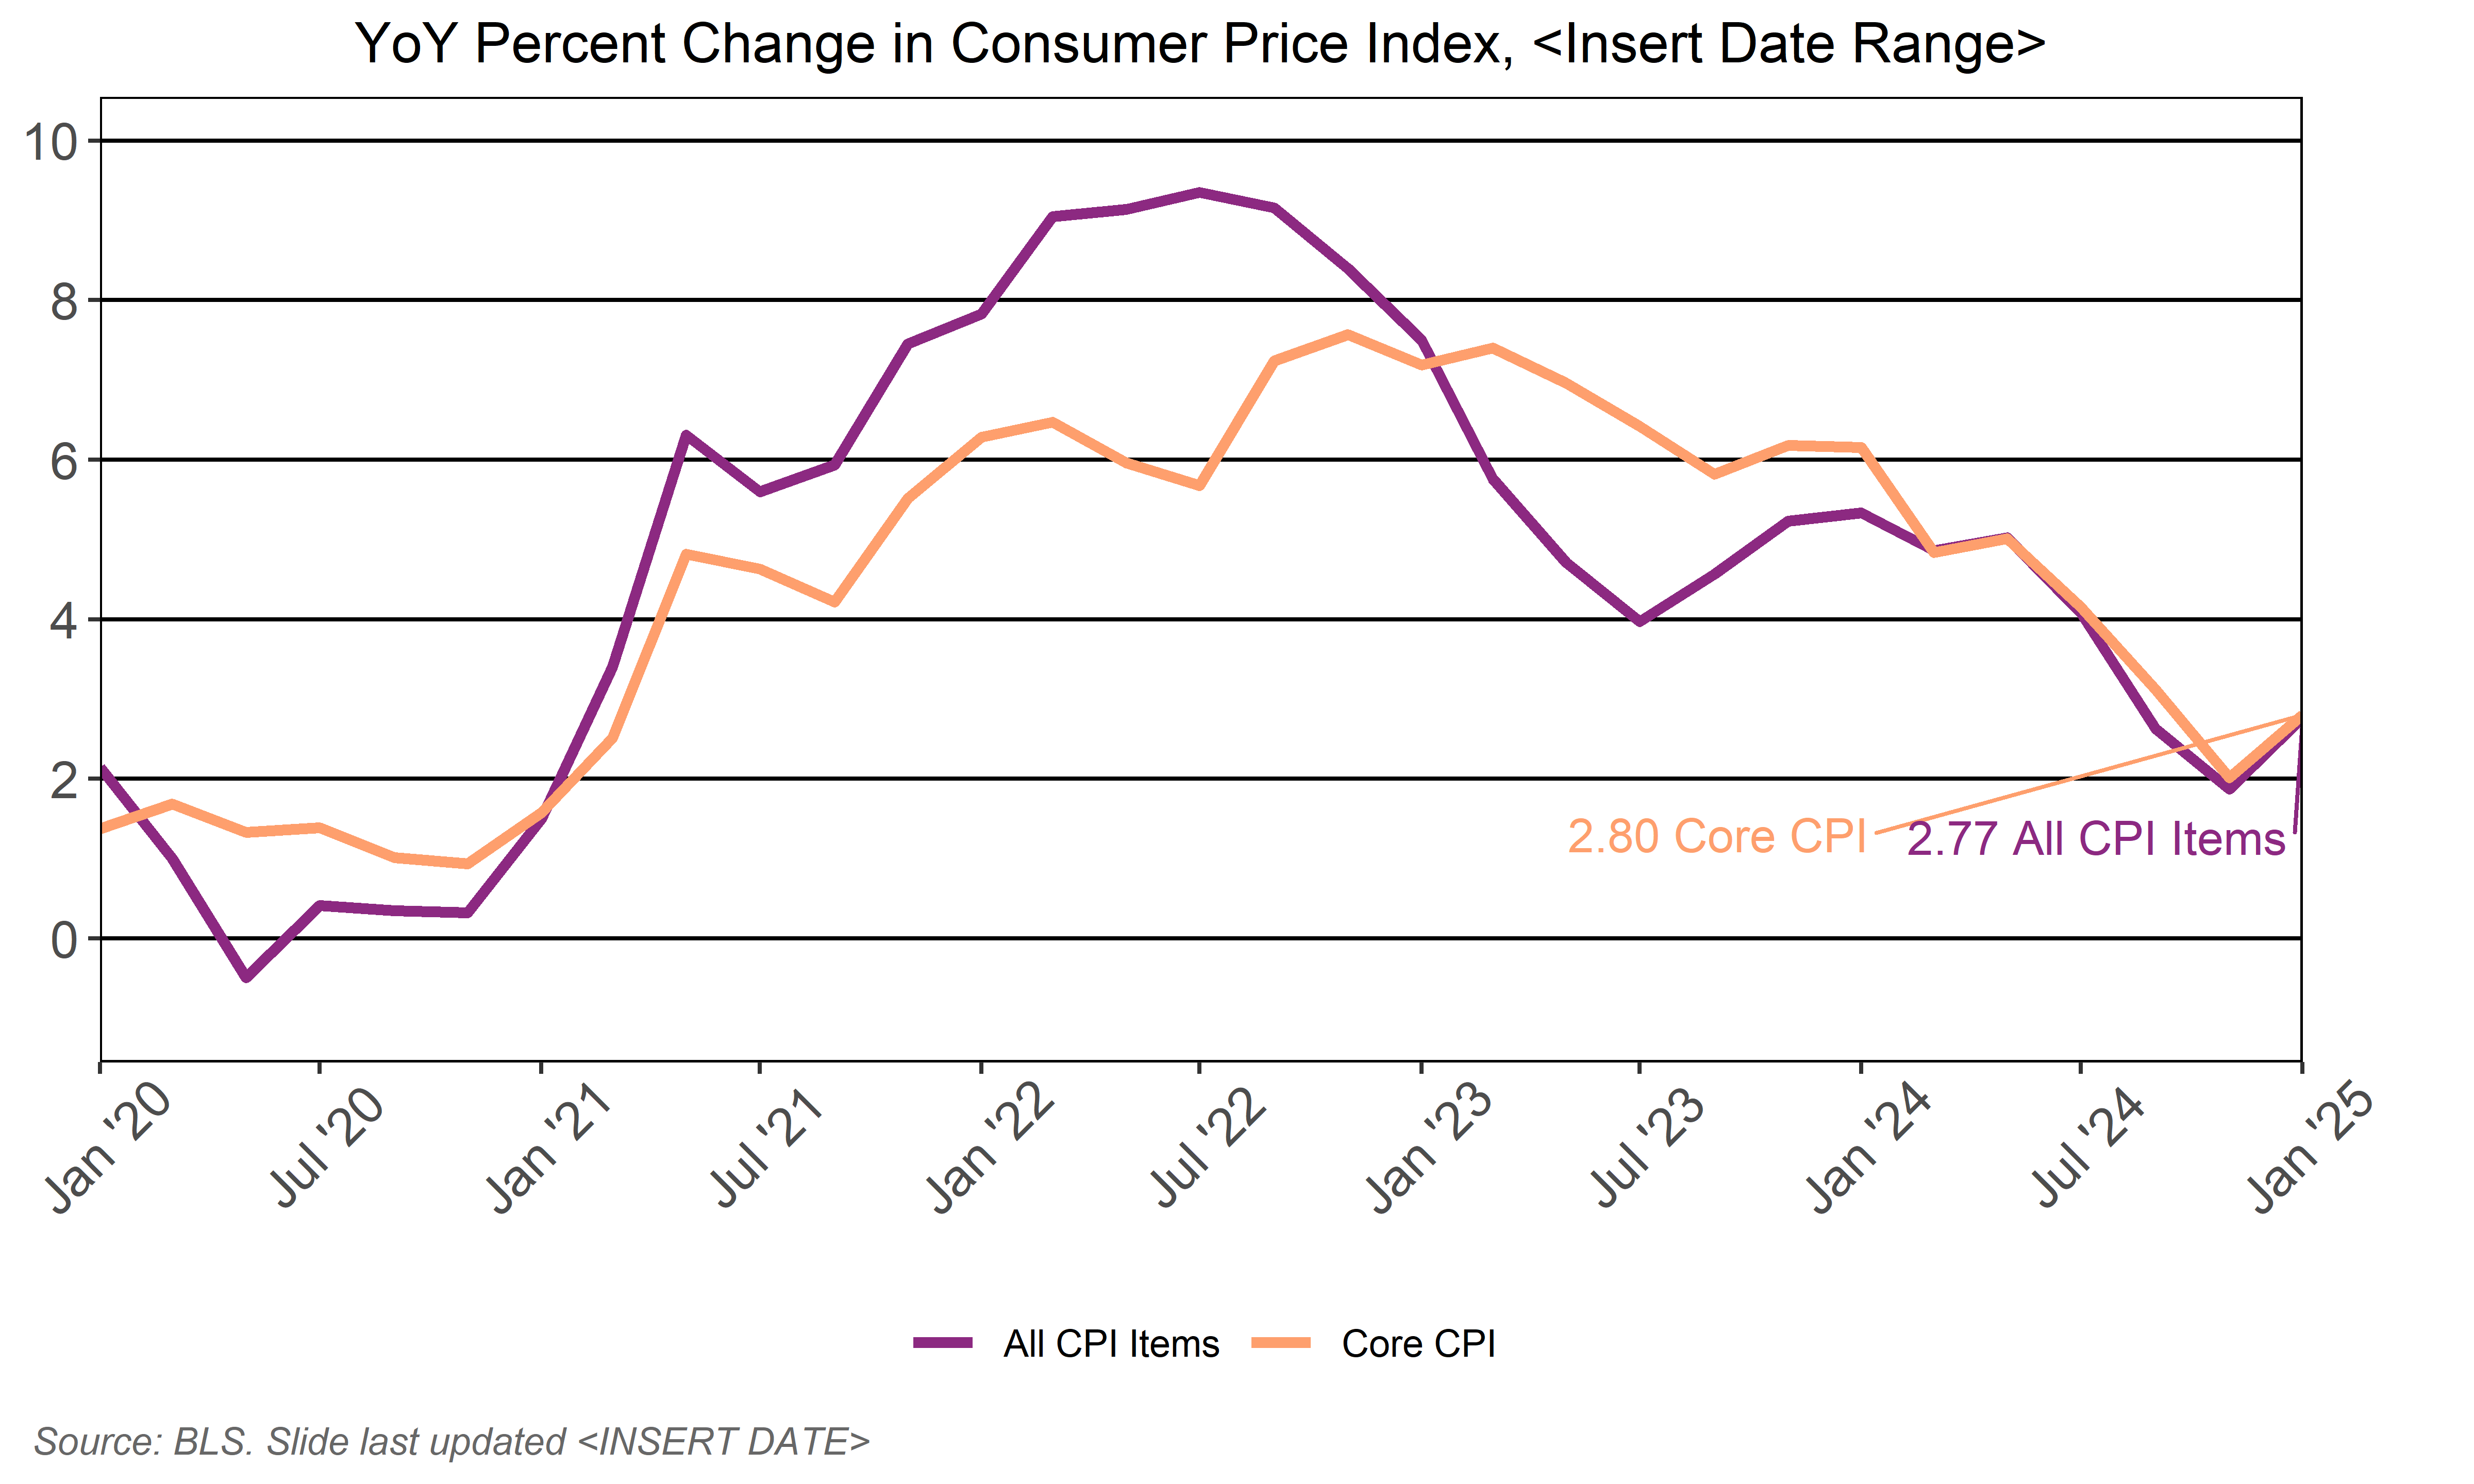 YoY Percent Change in Consumer Price Index, <Insert Date Range>
10
8
6
4
2
0
2.80 Core CPI
2.77 All CPI Items
Jan '20
Jul '20
Jan '21
Jul '21
Jan '22
Jul '22
Jan '23
Jul '23
Jan '24
Jul '24
Jan '25
All CPI Items
Core CPI
Source: BLS. Slide last updated <INSERT DATE>